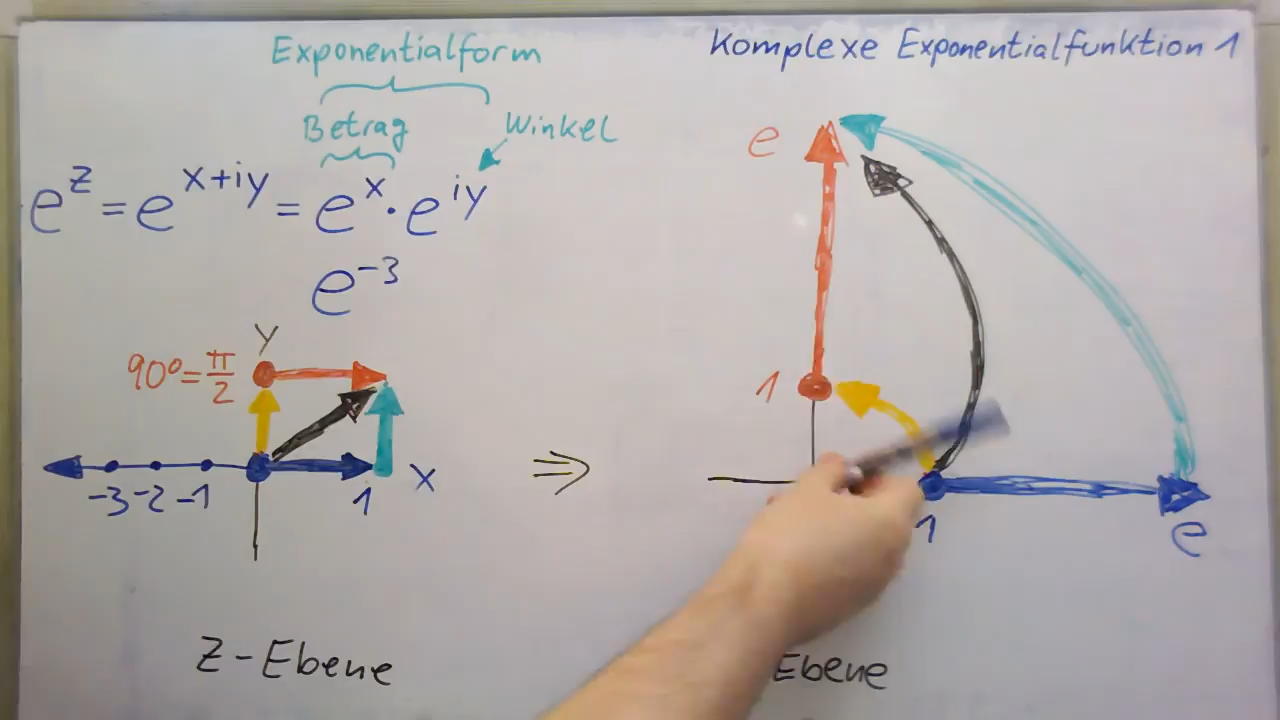 Exponentialform
Betrag
Winkel
e^z = e^{x+iy} = e^x · e^{iy}
e^{-3}
y
90° = π/2
-3 -2 -1
1
x
⇒
Z-Ebene
Komplexe Exponentialfunktion 1
e
1
1
e
Ebene